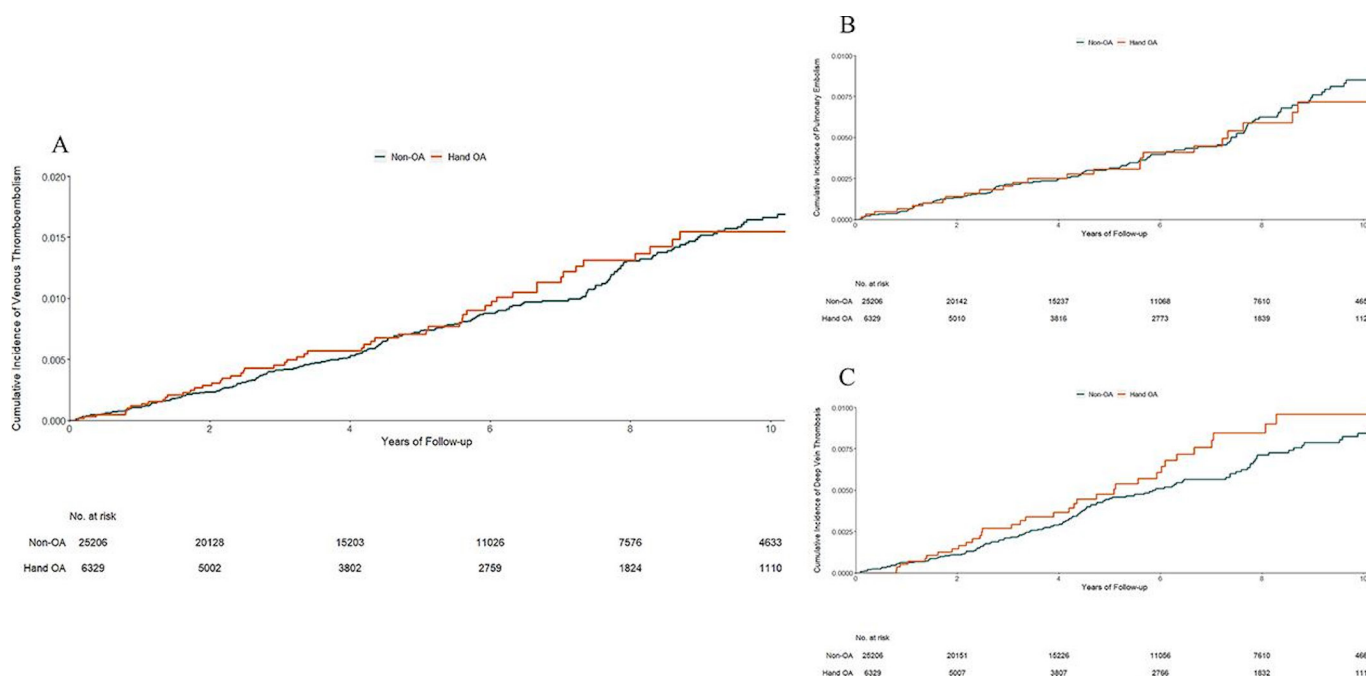 A
Non-OA Hand OA
Cumulative Incidence of Venous Thromboembolism
0.020
0.015
0.010
0.005
0.000
0 2 4 6 8 10
Years of Follow-up
No. at risk
Non-OA 25206 20128 15203 11026 7576 4633
Hand OA 6329 5002 3802 2759 1824 1110
B
Non-OA Hand OA
Cumulative Incidence of Pulmonary Embolism
0.0100
0.0075
0.0050
0.0025
0.0000
0 2 4 6 8 10
Years of Follow-up
No. at risk
Non-OA 25206 20142 15237 11068 7610
Hand OA 6329 5010 3816 2773 1839
C
Non-OA Hand OA
Cumulative Incidence of Deep Vein Thrombosis
0.0100
0.0075
0.0050
0.0025
0.0000
0 2 4 6 8 10
Years of Follow-up
No. at risk
Non-OA 25206 20151 15226 11056 7610
Hand OA 6329 5007 3807 2766 1832